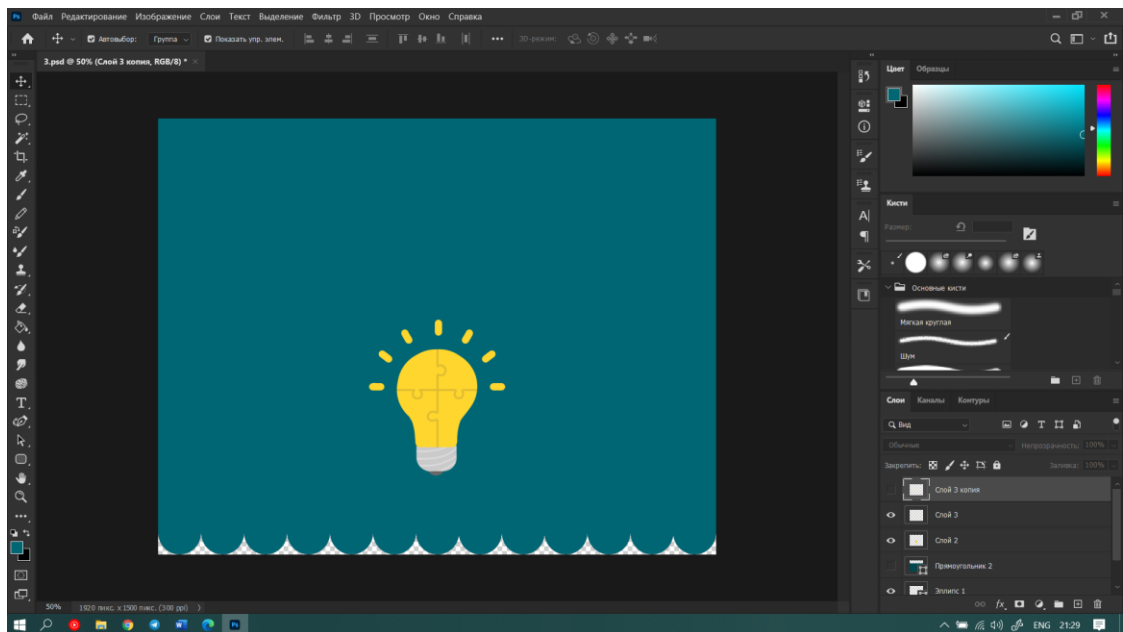 Ps Файл Редактирование Изображение Слои Текст Выделение Фильтр 3D Просмотр Окно Справка
Автовыбор: Группа Показать упр. элем. 3D-режим:
3.psd @ 50% (Слой 3 копия, RGB/8) *
Цвет Образцы
Кисти
Размер:
Основные кисти
Мягкая круглая
Шум
Слои Каналы Контуры
Вид
Обычные Непрозрачность: 100%
Закрепить: Заливка: 100%
Слой 3 копия
Слой 3
Слой 2
Прямоугольник 2
Эллипс 1
fx
50% 1920 пикс. x 1500 пикс. (300 ppi)
ENG 21:29